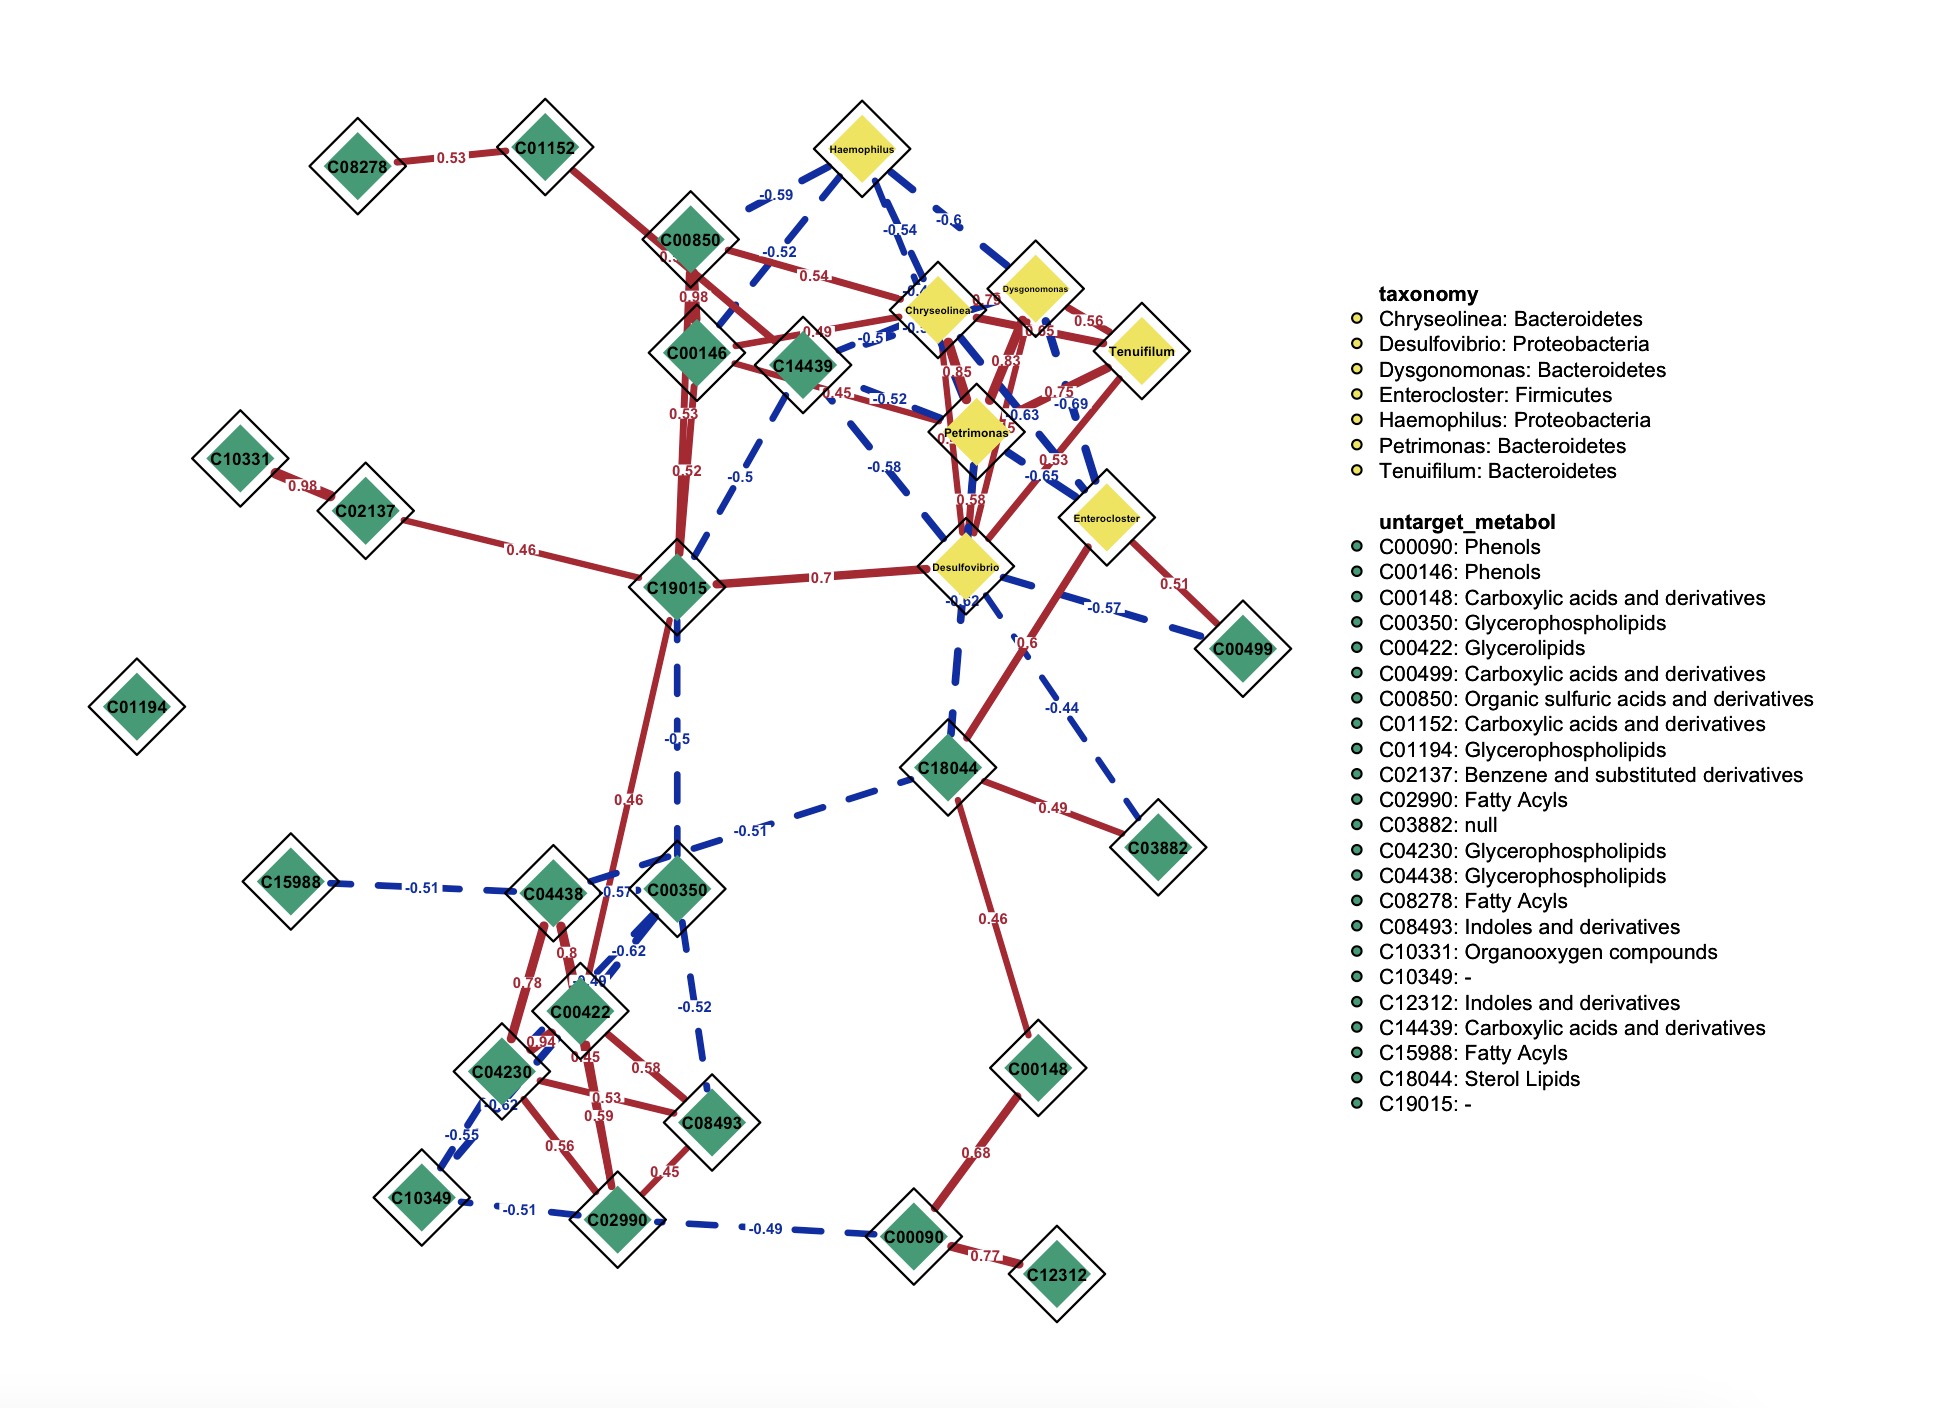 Haemophilus
C01152
0.53
C08278
-0.59
-0.6
-0.54
C00850
-0.52
0.54
Dysgonomonas
0.98
0.79
Chryseolinea
0.56
0.49
0.65
-0.5
C00146
C14439
Tenuifilum
0.83
0.85
0.45
-0.52
0.75
-0.69
0.53
-0.63
Petrimonas
C10331
0.53
0.52
-0.58
-0.5
-0.65
0.98
0.58
C02137
Enterocloster
0.46
Desulfovibrio
0.7
0.51
C19015
-0.62
-0.57
0.6
C00499
C01194
-0.44
-0.5
C18044
0.46
0.49
-0.51
C03882
C15988
-0.51
C04438
0.57
C00350
0.46
0.8
-0.62
0.78
-0.49
-0.52
C00422
0.94
0.45
0.58
C04230
C00148
0.53
-0.62
0.59
C08493
-0.55
0.56
0.68
0.45
C10349
-0.51
C02990
-0.49
C00090
0.77
C12312
taxonomy
Chryseolinea: Bacteroidetes
Desulfovibrio: Proteobacteria
Dysgonomonas: Bacteroidetes
Enterocloster: Firmicutes
Haemophilus: Proteobacteria
Petrimonas: Bacteroidetes
Tenuifilum: Bacteroidetes
untarget_metabol
C00090: Phenols
C00146: Phenols
C00148: Carboxylic acids and derivatives
C00350: Glycerophospholipids
C00422: Glycerolipids
C00499: Carboxylic acids and derivatives
C00850: Organic sulfuric acids and derivatives
C01152: Carboxylic acids and derivatives
C01194: Glycerophospholipids
C02137: Benzene and substituted derivatives
C02990: Fatty Acyls
C03882: null
C04230: Glycerophospholipids
C04438: Glycerophospholipids
C08278: Fatty Acyls
C08493: Indoles and derivatives
C10331: Organooxygen compounds
C10349: -
C12312: Indoles and derivatives
C14439: Carboxylic acids and derivatives
C15988: Fatty Acyls
C18044: Sterol Lipids
C19015: -